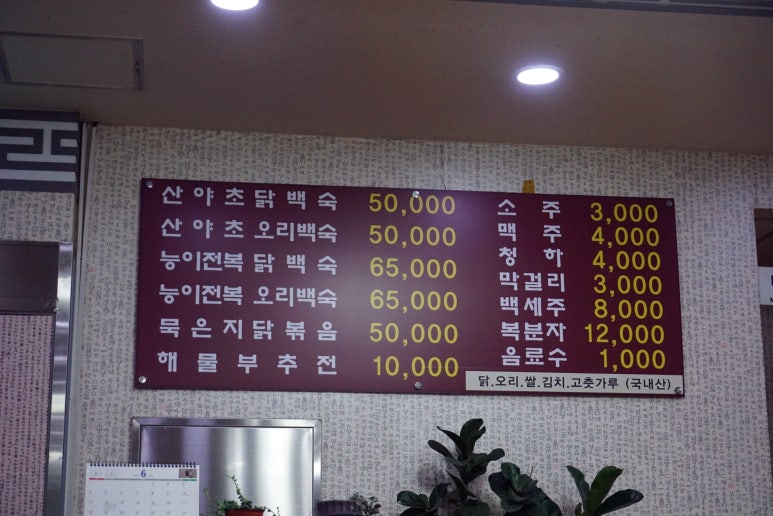 산야초닭백숙 50,000
산야초오리백숙 50,000
능이전복닭백숙 65,000
능이전복오리백숙 65,000
묵은지닭볶음 50,000
해물부추전 10,000
소주 3,000
맥주 4,000
청하 4,000
막걸리 3,000
백세주 8,000
복분자 12,000
음료수 1,000
닭.오리.쌀.김치.고춧가루 (국내산)
6